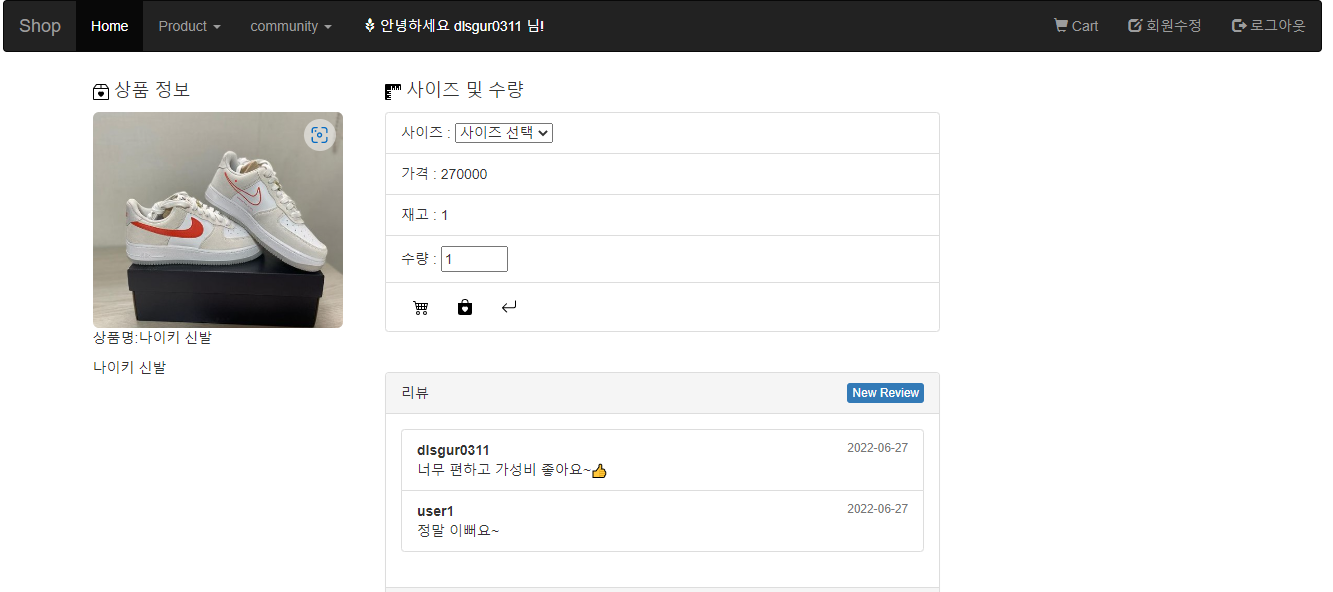 Shop Home Product community 안녕하세요 dlsgur0311 님! Cart 회원수정 로그아웃
상품 정보
상품명:나이키 신발
나이키 신발
사이즈 및 수량
사이즈 : 사이즈 선택
가격 : 270000
재고 : 1
수량 : 1
리뷰 New Review
dlsgur0311 2022-06-27
너무 편하고 가성비 좋아요~👍
user1 2022-06-27
정말 이뻐요~